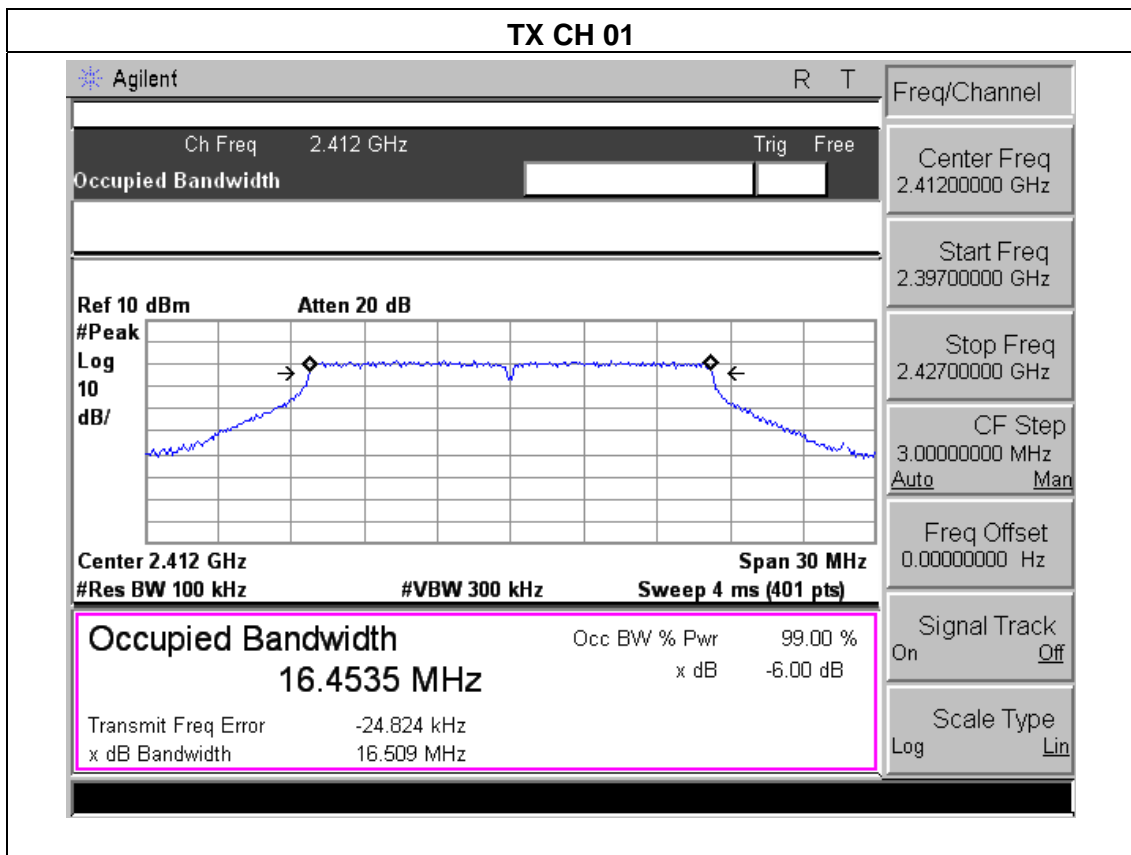 TX CH 01
Agilent
R T
Ch Freq 2.412 GHz Trig Free
Occupied Bandwidth
Ref 10 dBm Atten 20 dB
#Peak
Log
10
dB/
Center 2.412 GHz Span 30 MHz
#Res BW 100 kHz #VBW 300 kHz Sweep 4 ms (401 pts)
Occupied Bandwidth
16.4535 MHz
Occ BW % Pwr 99.00 %
x dB -6.00 dB
Transmit Freq Error -24.824 kHz
x dB Bandwidth 16.509 MHz
Freq/Channel
Center Freq
2.41200000 GHz
Start Freq
2.39700000 GHz
Stop Freq
2.42700000 GHz
CF Step
3.00000000 MHz
Auto Man
Freq Offset
0.00000000 Hz
Signal Track
On Off
Scale Type
Log Lin